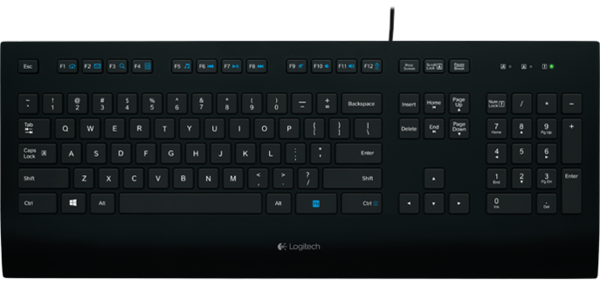 Esc F1 F2 F3 F4 F5 F6 F7 F8 F9 F10 F11 F12 Print Screen Scroll Lock Pause Break A 1
~ ` ! 1 @ 2 # 3 $ 4 % 5 ^ 6 & 7 * 8 ( 9 ) 0 _ - + = Backspace Insert Home Page Up Num Lock / * -
Tab Q W E R T Y U I O P { [ } ] | \ Delete End Page Down 7 Home 8 9 Pg Up +
Caps Lock A A S D F G H J K L : ; " ' Enter 4 5 6
Shift Z X C V B N M < , > . ? / Shift 1 End 2 3 Pg Dn Enter
Ctrl Alt Alt Ctrl 0 Ins . Del
Logitech